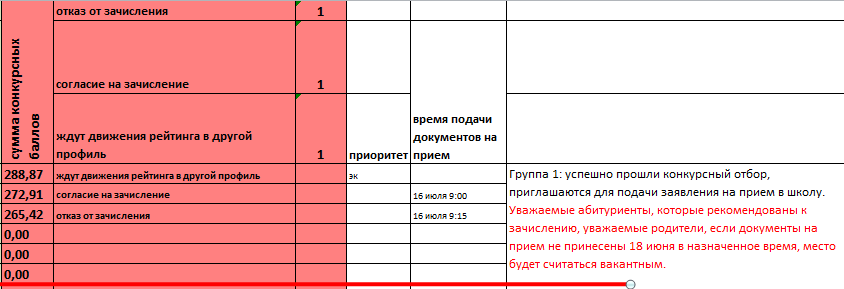 отказ от зачисления 1
согласие на зачисление 1
сумма конкурсных
баллов
ждут движения рейтинга в другой
профиль 1
приоритет
время подачи
документов на
прием
288,87 ждут движения рейтинга в другой профиль эк
272,91 согласие на зачисление 16 июля 9:00
265,42 отказ от зачисления 16 июля 9:15
0,00
0,00
0,00
Группа 1: успешно прошли конкурсный отбор,
приглашаются для подачи заявления на прием в школу.
Уважаемые абитуриенты, которые рекомендованы к
зачислению, уважаемые родители, если документы на
прием не принесены 18 июня в назначенное время, место
будет считаться вакантным.